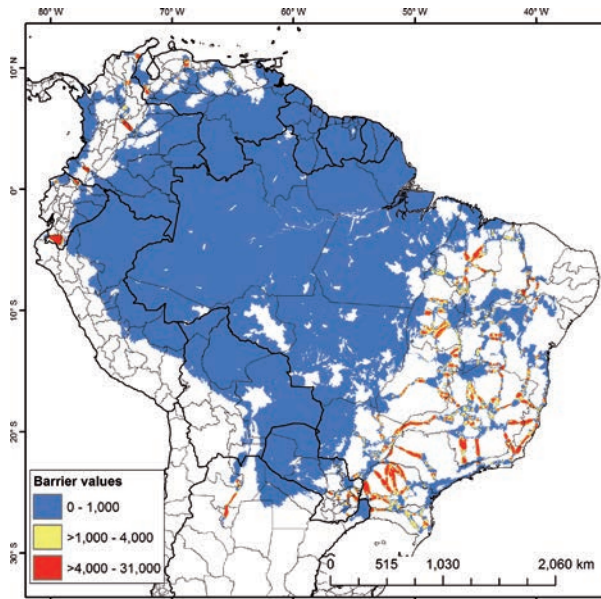 80°W 70°W 60°W 50°W 40°W
10°N
0°
10°S
20°S
30°S
Barrier values
0 - 1,000
>1,000 - 4,000
>4,000 - 31,000
0 515 1,030 2,060 km